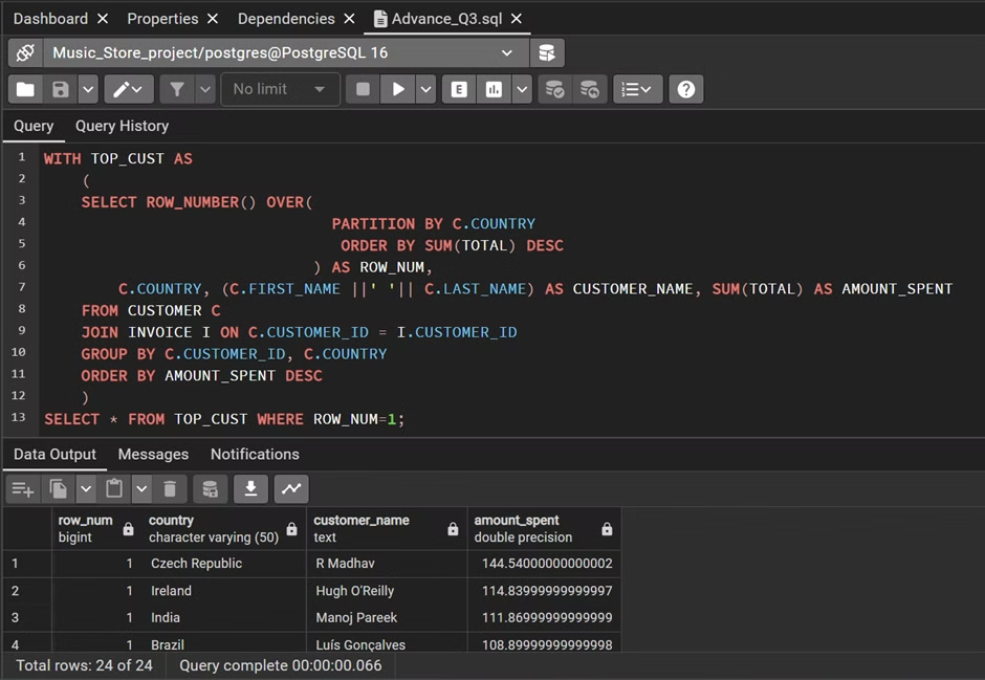 Dashboard Properties Dependencies Advance_Q3.sql
Music_Store_project/postgres@PostgreSQL 16
No limit E
Query Query History
1 WITH TOP_CUST AS
2 (
3 SELECT ROW_NUMBER() OVER(
4 PARTITION BY C.COUNTRY
5 ORDER BY SUM(TOTAL) DESC
6 ) AS ROW_NUM,
7 C.COUNTRY, (C.FIRST_NAME ||' '|| C.LAST_NAME) AS CUSTOMER_NAME, SUM(TOTAL) AS AMOUNT_SPENT
8 FROM CUSTOMER C
9 JOIN INVOICE I ON C.CUSTOMER_ID = I.CUSTOMER_ID
10 GROUP BY C.CUSTOMER_ID, C.COUNTRY
11 ORDER BY AMOUNT_SPENT DESC
12 )
13 SELECT * FROM TOP_CUST WHERE ROW_NUM=1;
Data Output Messages Notifications
row_num country customer_name amount_spent
bigint character varying (50) text double precision
1 1 Czech Republic R Madhav 144.54000000000002
2 1 Ireland Hugh O'Reilly 114.83999999999997
3 1 India Manoj Pareek 111.86999999999999
4 1 Brazil Luís Gonçalves 108.89999999999998
Total rows: 24 of 24 Query complete 00:00:00.066